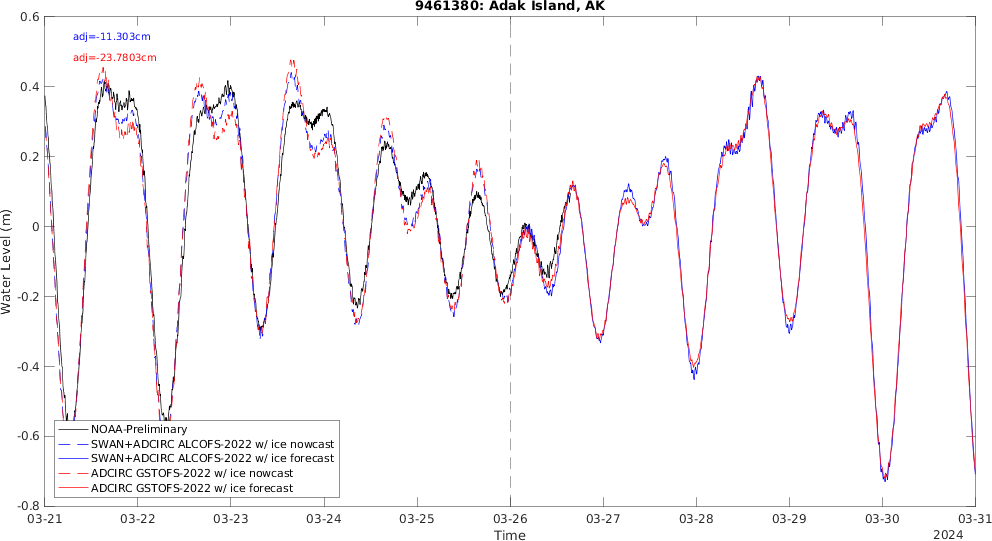 9461380: Adak Island, AK
0.6
adj=-11.303cm
adj=-23.7803cm
0.4
0.2
0
-0.2
-0.4
-0.6
-0.8
Water Level (m)
NOAA-Preliminary
SWAN+ADCIRC ALCOFS-2022 w/ ice nowcast
SWAN+ADCIRC ALCOFS-2022 w/ ice forecast
ADCIRC GSTOFS-2022 w/ ice nowcast
ADCIRC GSTOFS-2022 w/ ice forecast
03-21 03-22 03-23 03-24 03-25 03-26 03-27 03-28 03-29 03-30 03-31
Time
2024